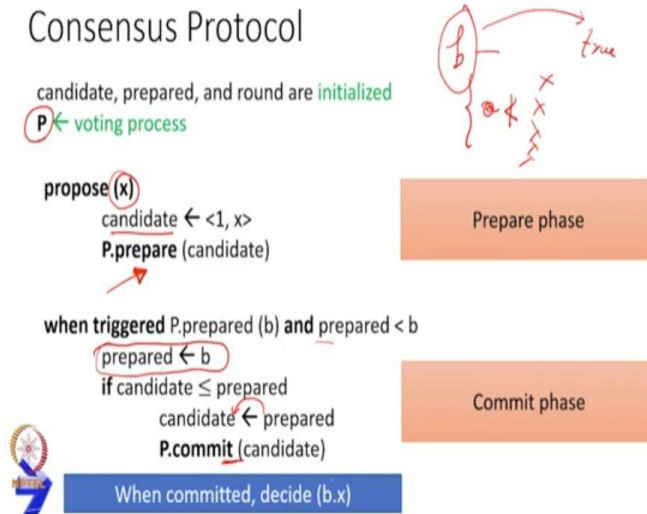 Consensus Protocol
candidate, prepared, and round are initialized
P ← voting process
b
true
propose (x)
candidate ← <1, x>
P.prepare (candidate)
Prepare phase
when triggered P.prepared (b) and prepared < b
prepared ← b
if candidate ≤ prepared
candidate ← prepared
P.commit (candidate)
Commit phase
NPTEL
When committed, decide (b.x)